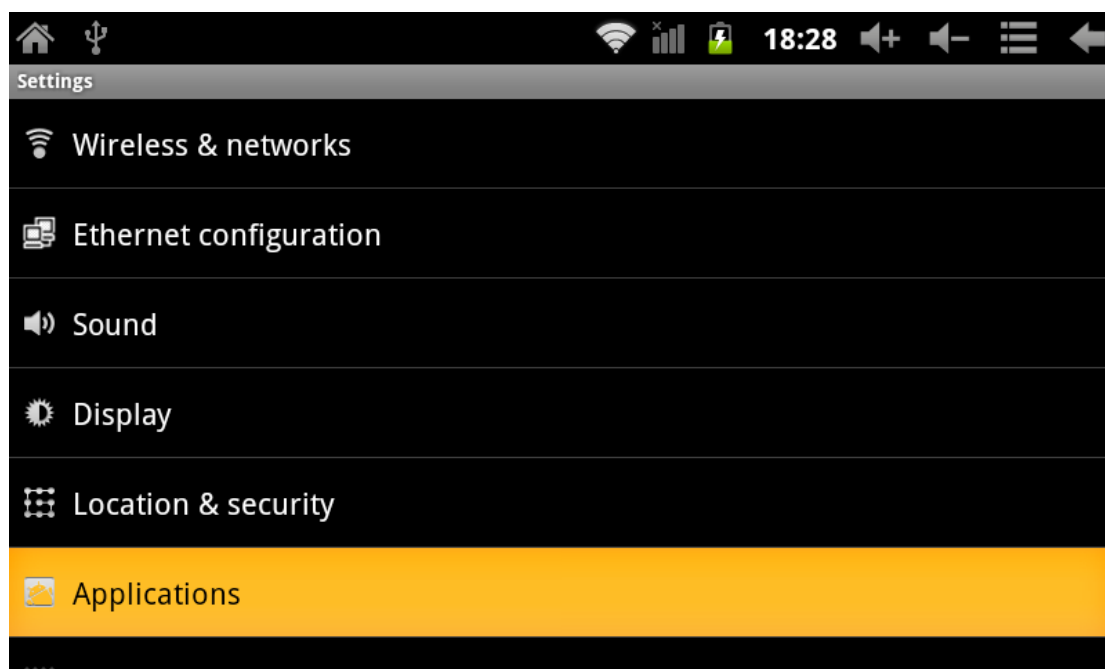 18:28
Settings
Wireless & networks
Ethernet configuration
Sound
Display
Location & security
Applications